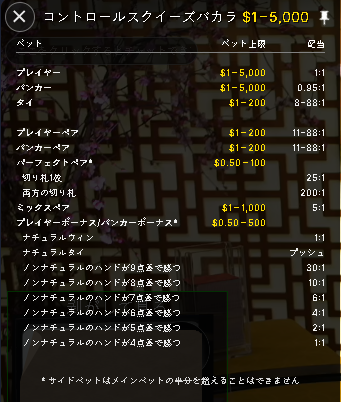 コントロールスクイーズバカラ $1–5,000
ベット ベット上限 配当
プレイヤー $1–5,000 1:1
バンカー $1–5,000 0.95:1
タイ $1–200 8–88:1
プレイヤーペア $1–200 11–88:1
バンカーペア $1–200 11–88:1
パーフェクトペア* $0.50–100
切り札1枚 25:1
両方の切り札 200:1
ミックスペア $1–1,000 5:1
プレイヤーボーナス/バンカーボーナス* $0.50–500
ナチュラルウィン 1:1
ナチュラルタイ プッシュ
ノンナチュラルのハンドが9点差で勝つ 30:1
ノンナチュラルのハンドが8点差で勝つ 10:1
ノンナチュラルのハンドが7点差で勝つ 6:1
ノンナチュラルのハンドが6点差で勝つ 4:1
ノンナチュラルのハンドが5点差で勝つ 2:1
ノンナチュラルのハンドが4点差で勝つ 1:1
* サイドベットはメインベットの半分を超えることはできません